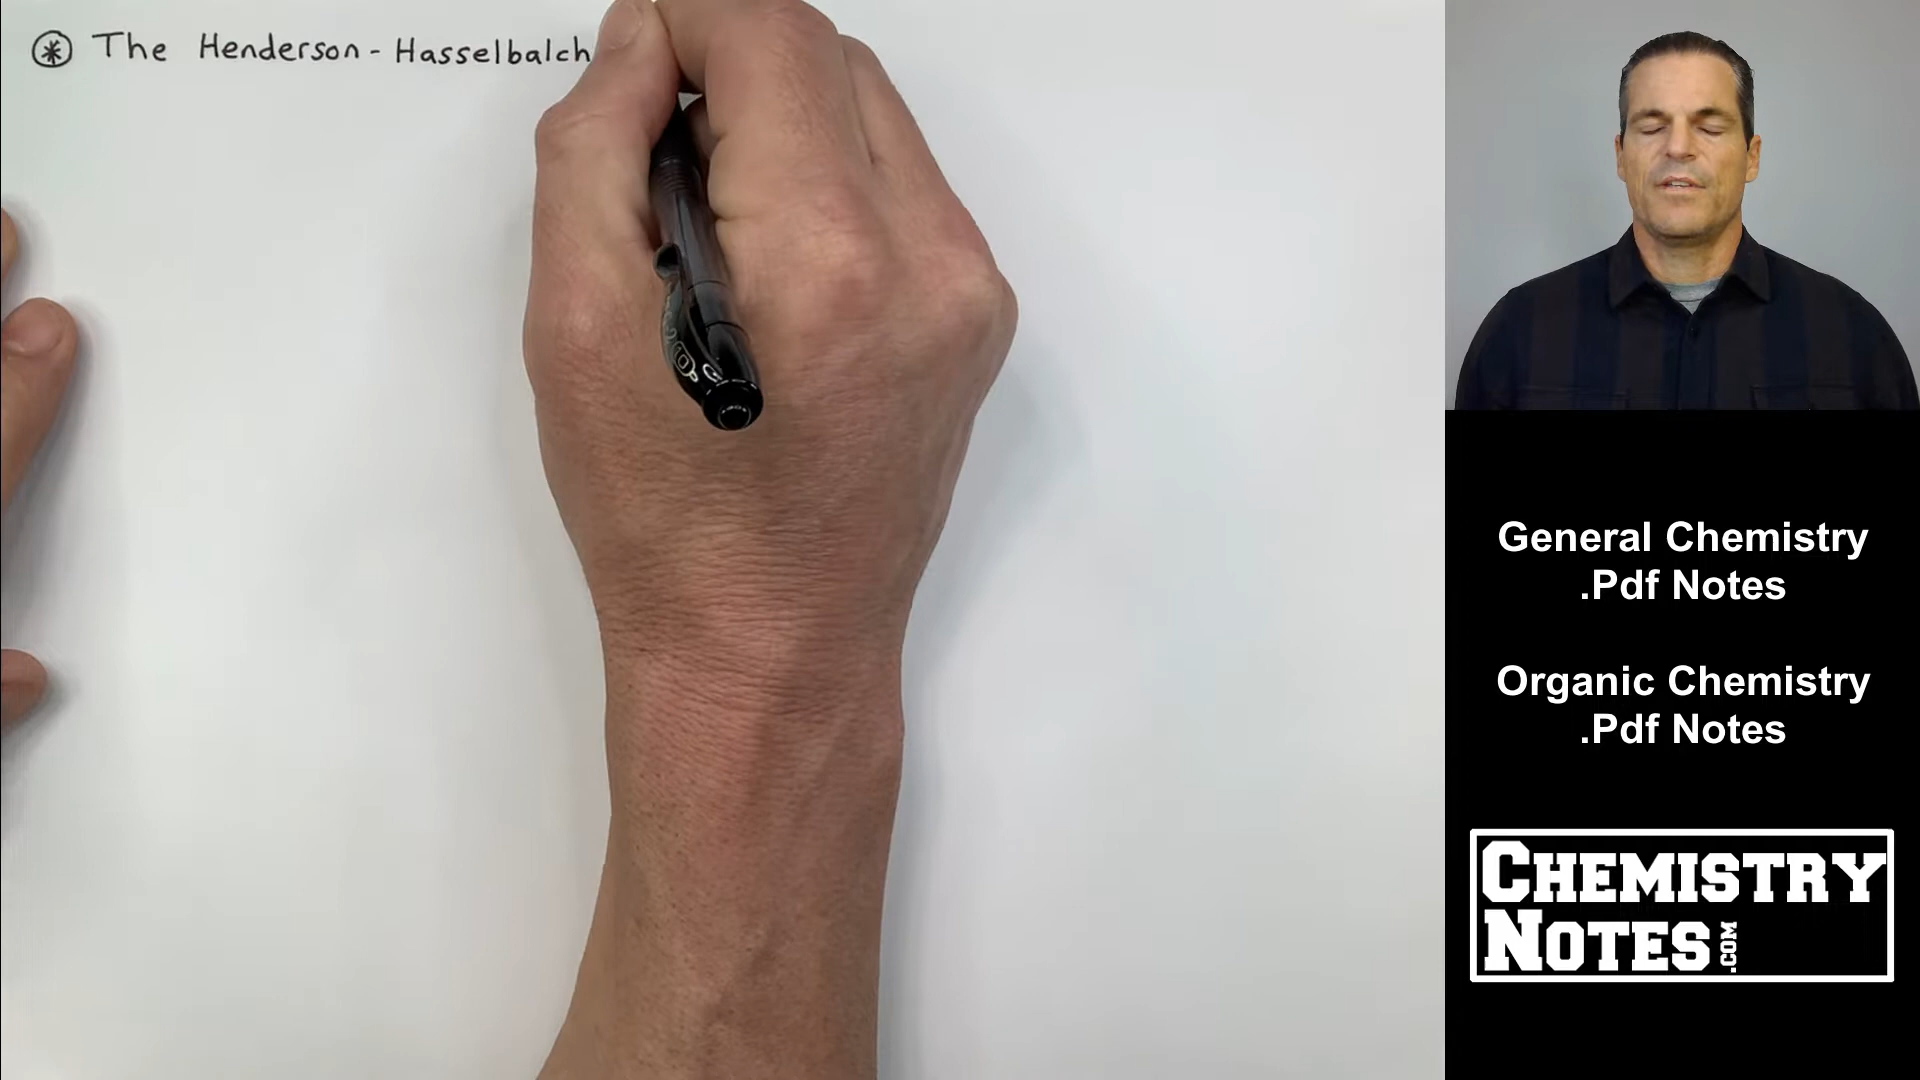 ⊛ The Henderson - Hasselbalch
General Chemistry
.Pdf Notes
Organic Chemistry
.Pdf Notes
CHEMISTRY
NOTES.COM